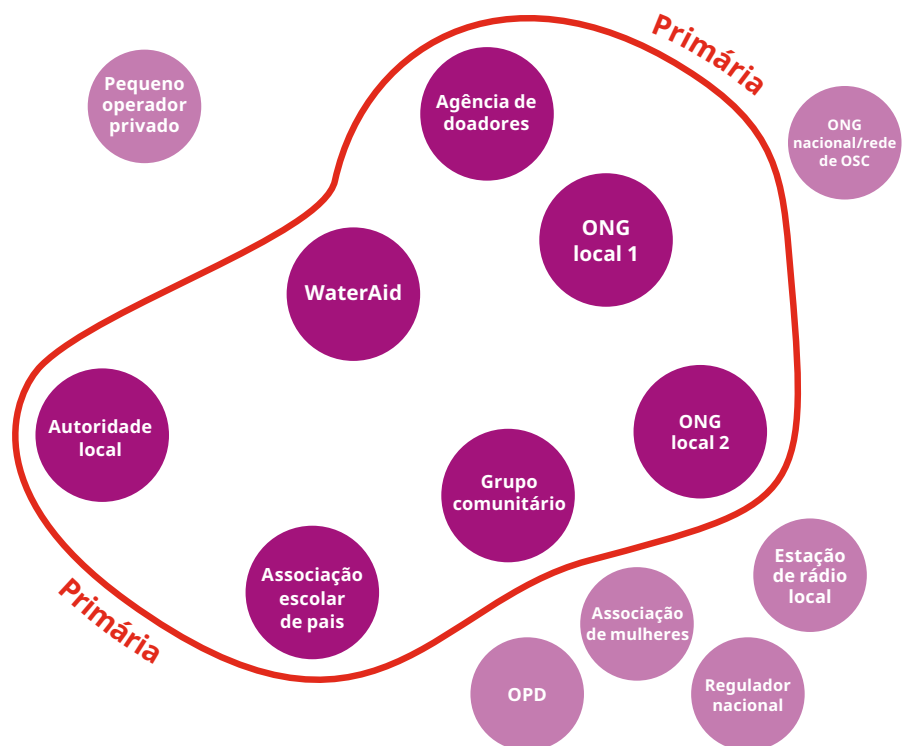 Primária
Pequeno
operador
privado
Agência de
doadores
ONG
nacional/rede
de OSC
ONG
local 1
WaterAid
Autoridade
local
ONG
local 2
Grupo
comunitário
Associação
escolar
de pais
Primária
Estação
de rádio
local
Associação
de mulheres
OPD
Regulador
nacional